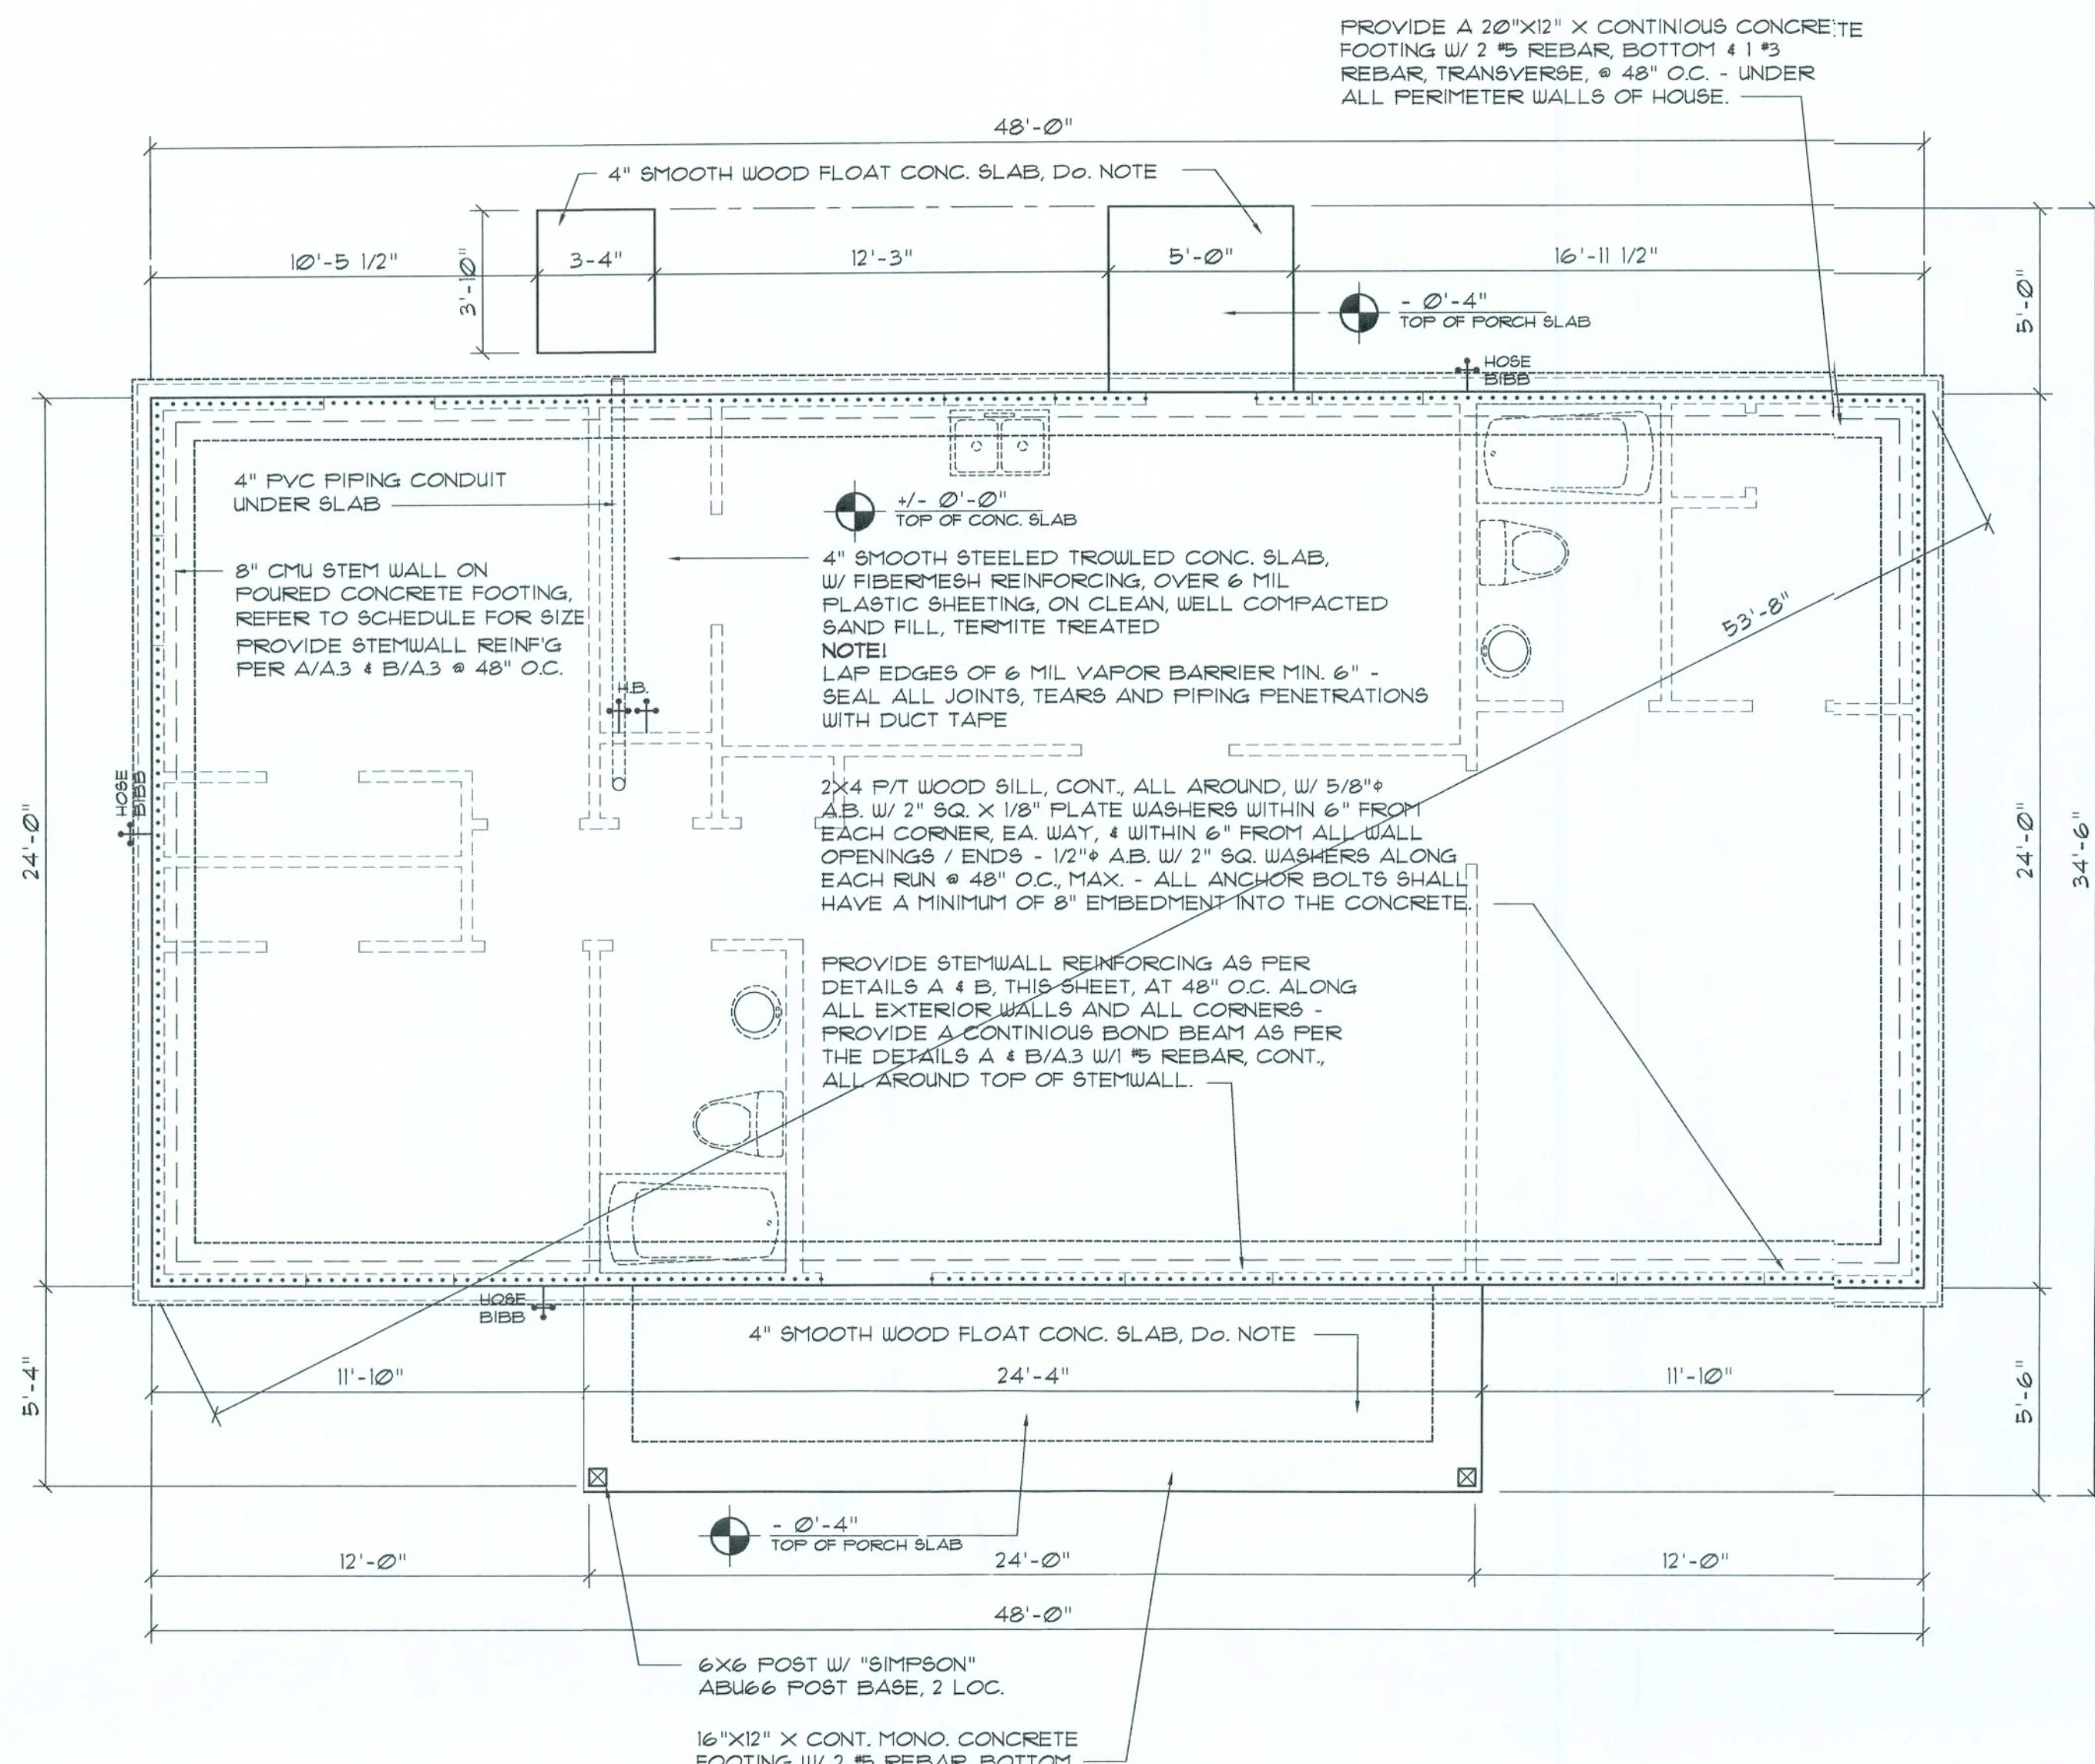 PROVIDE A 20"X12" X CONTINIOUS CONCRETE
FOOTING W/ 2 #5 REBAR, BOTTOM & 1 #3
REBAR, TRANSVERSE, @ 48" O.C. - UNDER
ALL PERIMETER WALLS OF HOUSE.
48'-0"
4" SMOOTH WOOD FLOAT CONC. SLAB, Do. NOTE
10'-5 1/2"
3'-10"
3-4"
12'-3"
5'-0"
16'-11 1/2"
5'-0"
- 0'-4"
TOP OF PORCH SLAB
HOSE
BIBB
4" PVC PIPING CONDUIT
UNDER SLAB
+/- 0'-0"
TOP OF CONC. SLAB
8" CMU STEM WALL ON
POURED CONCRETE FOOTING,
REFER TO SCHEDULE FOR SIZE
PROVIDE STEMWALL REINF'G
PER A/A.3 & B/A.3 @ 48" O.C.
4" SMOOTH STEELED TROWLED CONC. SLAB,
W/ FIBERMESH REINFORCING, OVER 6 MIL
PLASTIC SHEETING, ON CLEAN, WELL COMPACTED
SAND FILL, TERMITE TREATED
NOTE!
LAP EDGES OF 6 MIL VAPOR BARRIER MIN. 6" -
SEAL ALL JOINTS, TEARS AND PIPING PENETRATIONS
WITH DUCT TAPE
53'-8"
H.B.
HOSE
BIBB
24'-0"
2X4 P/T WOOD SILL, CONT., ALL AROUND, W/ 5/8"ϕ
A.B. W/ 2" SQ. X 1/8" PLATE WASHERS WITHIN 6" FROM
EACH CORNER, EA. WAY, & WITHIN 6" FROM ALL WALL
OPENINGS / ENDS - 1/2"ϕ A.B. W/ 2" SQ. WASHERS ALONG
EACH RUN @ 48" O.C., MAX. - ALL ANCHOR BOLTS SHALL
HAVE A MINIMUM OF 8" EMBEDMENT INTO THE CONCRETE.
24'-0"
34'-6"
PROVIDE STEMWALL REINFORCING AS PER
DETAILS A & B, THIS SHEET, AT 48" O.C. ALONG
ALL EXTERIOR WALLS AND ALL CORNERS -
PROVIDE A CONTINIOUS BOND BEAM AS PER
THE DETAILS A & B/A.3 W/1 #5 REBAR, CONT.,
ALL AROUND TOP OF STEMWALL.
HOSE
BIBB
4" SMOOTH WOOD FLOAT CONC. SLAB, Do. NOTE
5'-4"
11'-10"
24'-4"
11'-10"
5'-6"
- 0'-4"
TOP OF PORCH SLAB
12'-0"
24'-0"
12'-0"
48'-0"
6X6 POST W/ "SIMPSON"
ABU66 POST BASE, 2 LOC.
16"X12" X CONT. MONO. CONCRETE
FOOTING W/ 2 #5 REBAR, BOTTOM